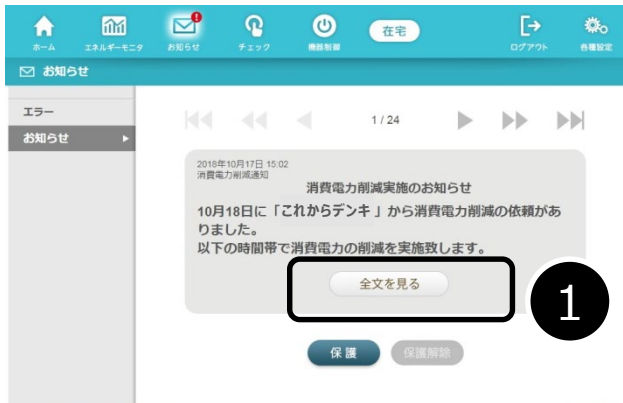 ホーム
エネルギーモニタ
お知らせ
チェック
機器制御
在宅
ログアウト
各種設定
お知らせ
エラー
お知らせ
1 / 24
2018年10月17日 15:02
消費電力削減通知
消費電力削減実施のお知らせ
10月18日に「これからデンキ 」から消費電力削減の依頼があ
りました。
以下の時間帯で消費電力の削減を実施致します。
全文を見る
1
保護
保護解除